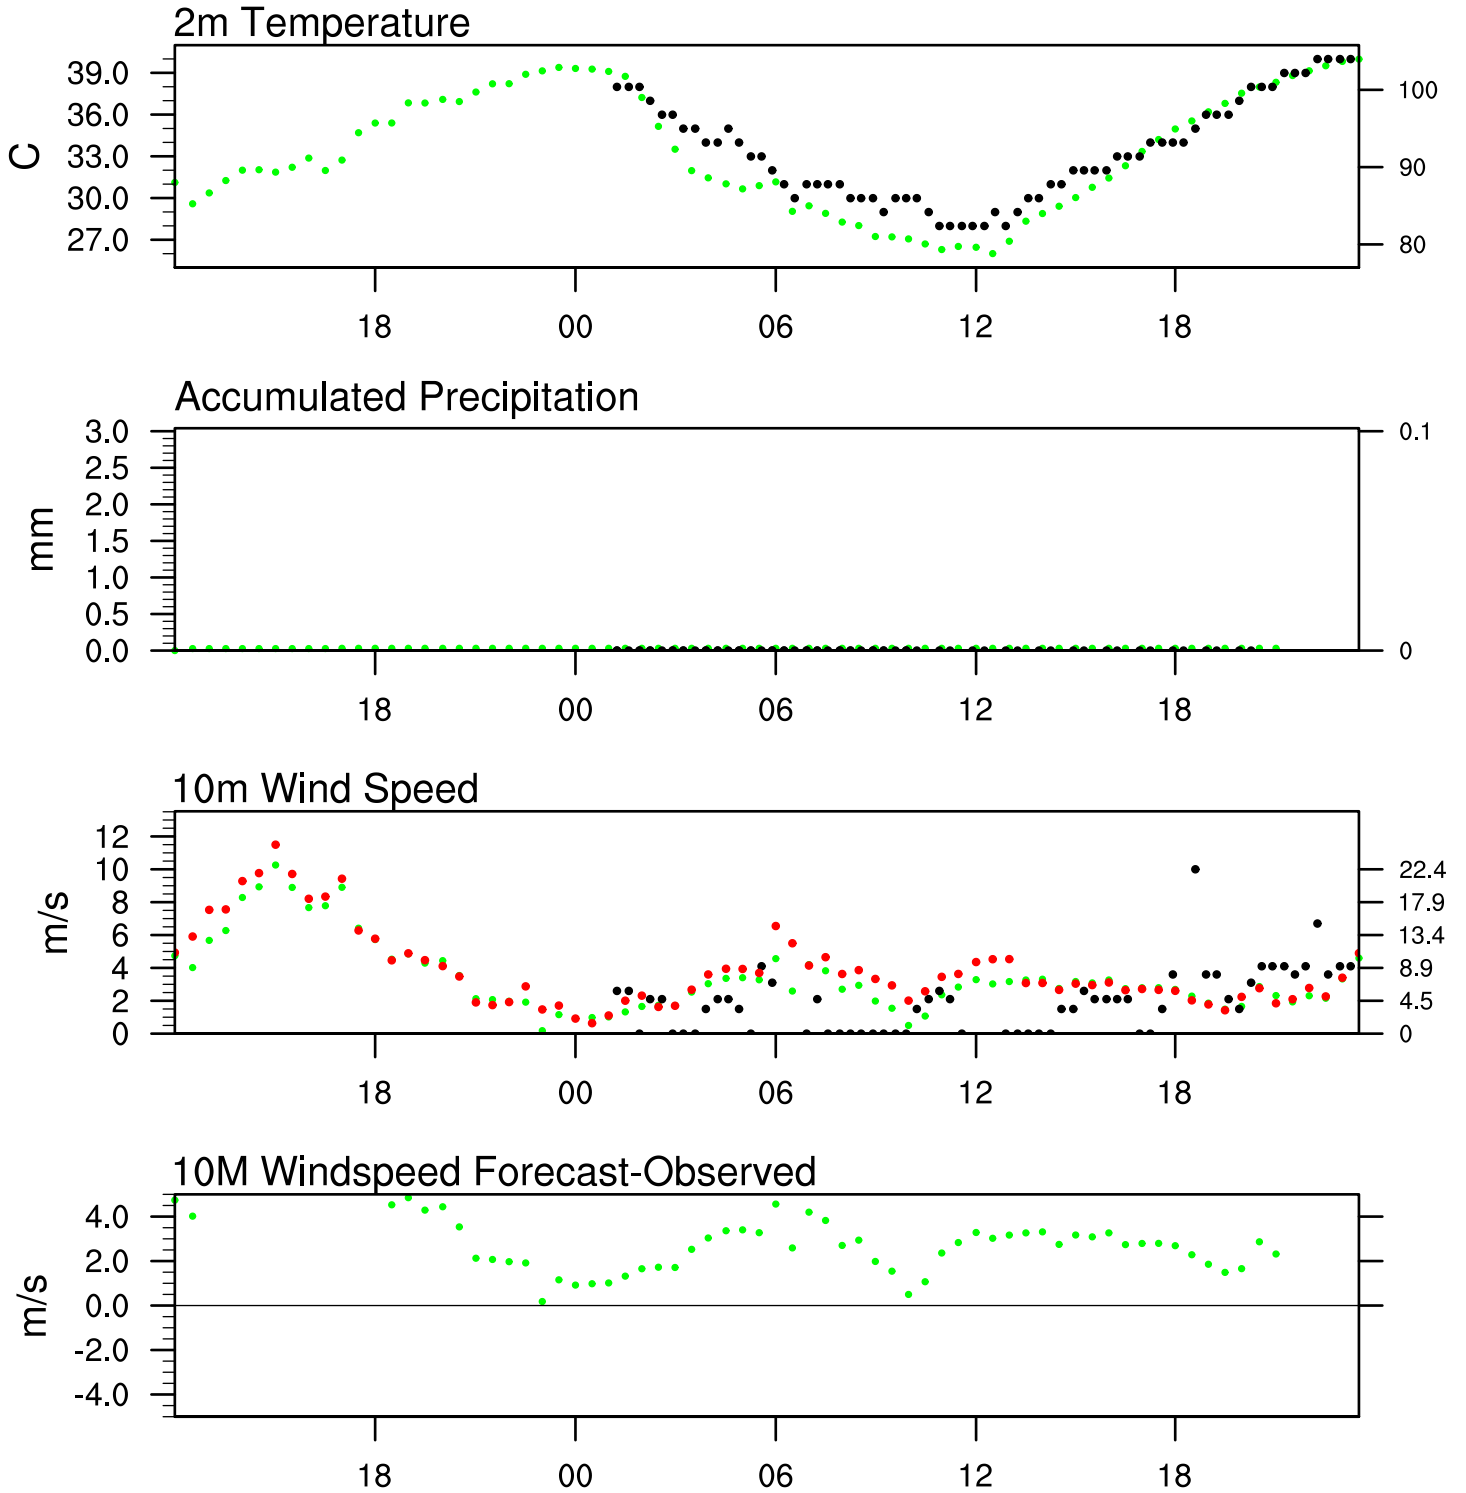 2m Temperature
39.0
36.0
33.0
30.0
27.0
C
100
90
80
18 00 06 12 18
Accumulated Precipitation
3.0
2.5
2.0
1.5
1.0
0.5
0.0
mm
0.1
0
18 00 06 12 18
10m Wind Speed
12
10
8
6
4
2
0
m/s
22.4
17.9
13.4
8.9
4.5
0
18 00 06 12 18
10M Windspeed Forecast-Observed
4.0
2.0
0.0
-2.0
-4.0
m/s
18 00 06 12 18